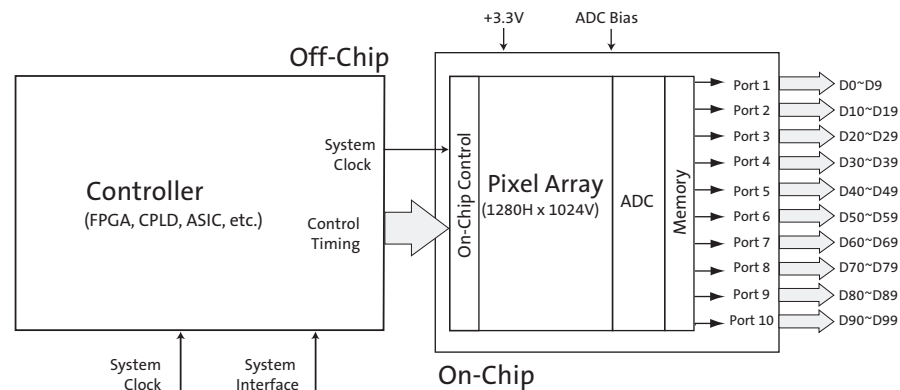 +3.3V
ADC Bias
Off-Chip
System
Clock
Controller
(FPGA, CPLD, ASIC, etc.)
Control
Timing
On-Chip Control
Pixel Array
(1280H x 1024V)
ADC
Memory
Port 1
D0~D9
Port 2
D10~D19
Port 3
D20~D29
Port 4
D30~D39
Port 5
D40~D49
Port 6
D50~D59
Port 7
D60~D69
Port 8
D70~D79
Port 9
D80~D89
Port 10
D90~D99
System
Clock
System
Interface
On-Chip